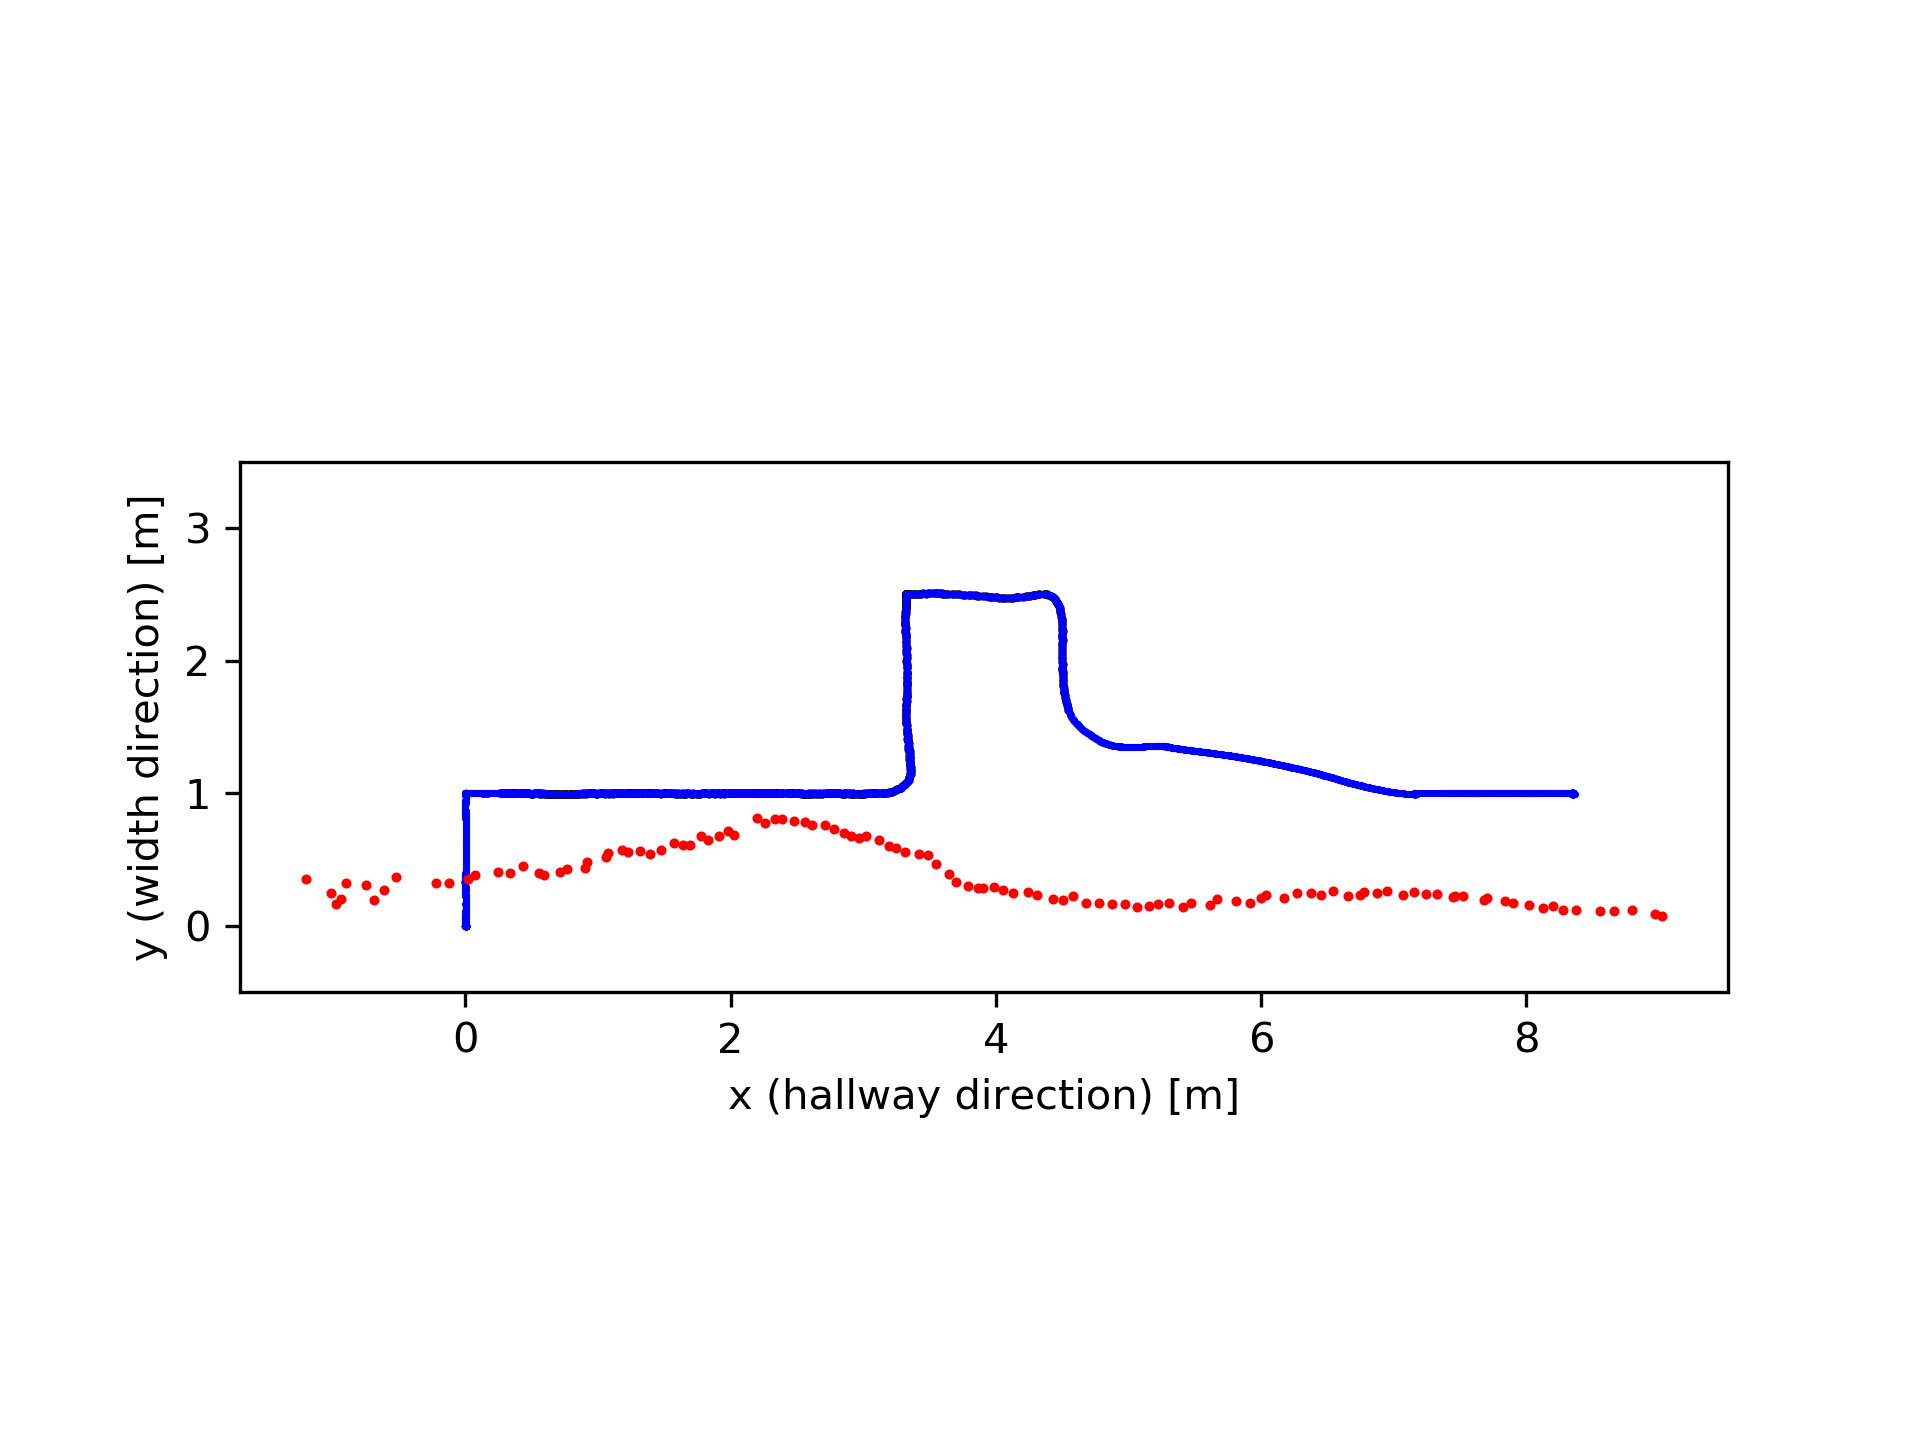 3
2
1
0
y (width direction) [m]
0 2 4 6 8
x (hallway direction) [m]